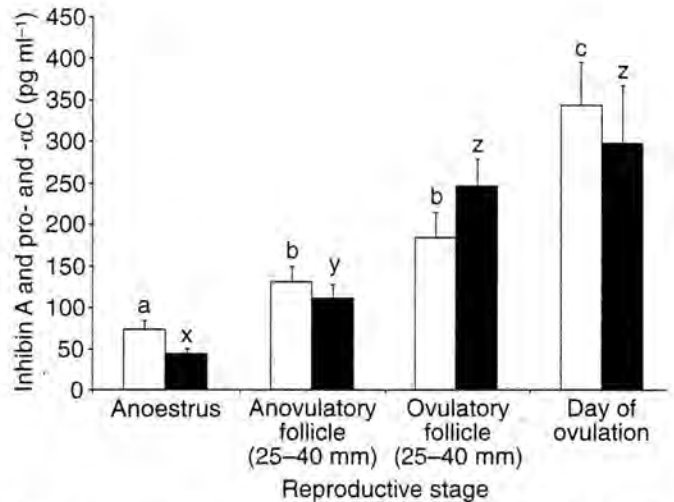 Inhibin A and pro- and -αC (pg ml⁻¹)
450
400
350
300
250
200
150
100
50
0
a
x
b
y
b
z
c
z
Anoestrus
Anovulatory
follicle
(25–40 mm)
Ovulatory
follicle
(25–40 mm)
Day of
ovulation
Reproductive stage